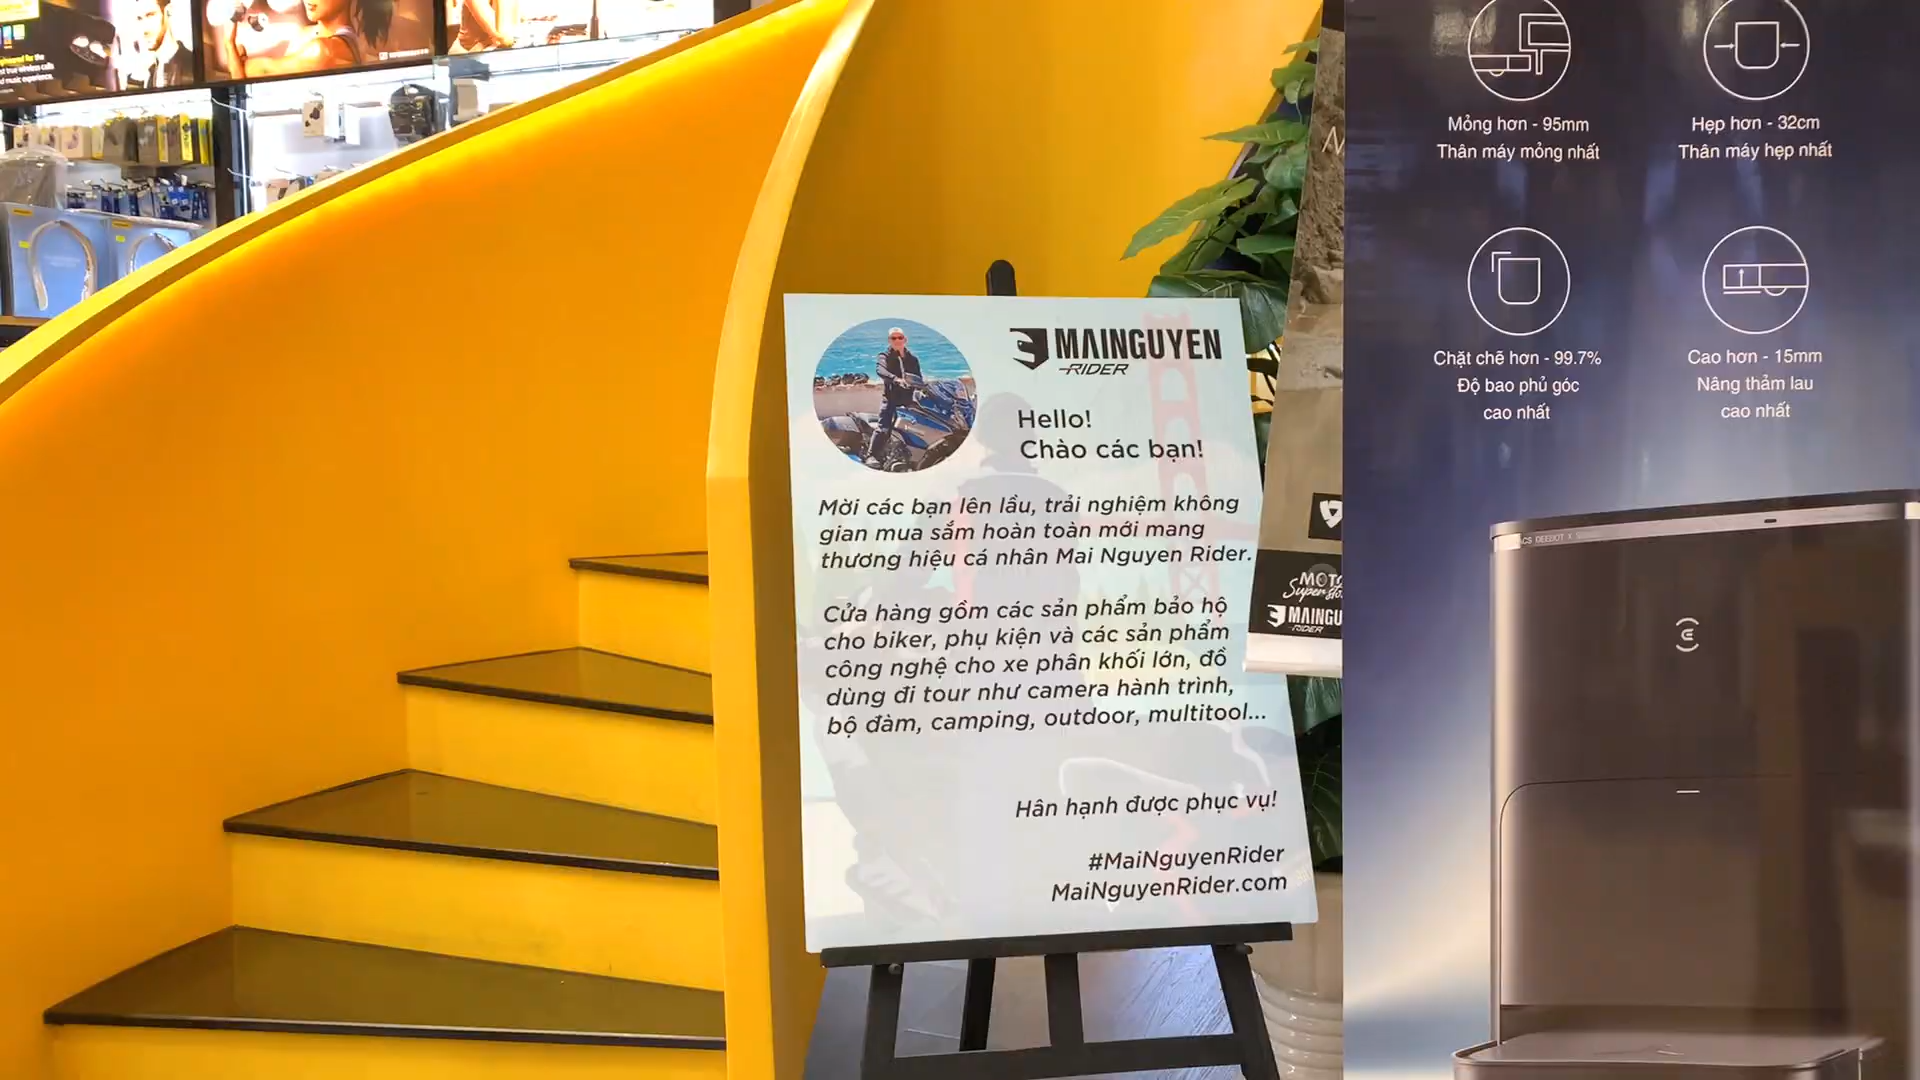 MAINGUYEN
RIDER
Hello!
Chào các bạn!
Mời các bạn lên lầu, trải nghiệm không
gian mua sắm hoàn toàn mới mang
thương hiệu cá nhân Mai Nguyen Rider.
Cửa hàng gồm các sản phẩm bảo hộ
cho biker, phụ kiện và các sản phẩm
công nghệ cho xe phân khối lớn, đồ
dùng đi tour như camera hành trình,
bộ đàm, camping, outdoor, multitool...
Hân hạnh được phục vụ!
#MaiNguyenRider
MaiNguyenRider.com
Mỏng hơn - 95mm
Thân máy mỏng nhất
Hẹp hơn - 32cm
Thân máy hẹp nhất
Chặt chẽ hơn - 99.7%
Độ bao phủ góc
cao nhất
Cao hơn - 15mm
Nâng thảm lau
cao nhất
Super
RIDER